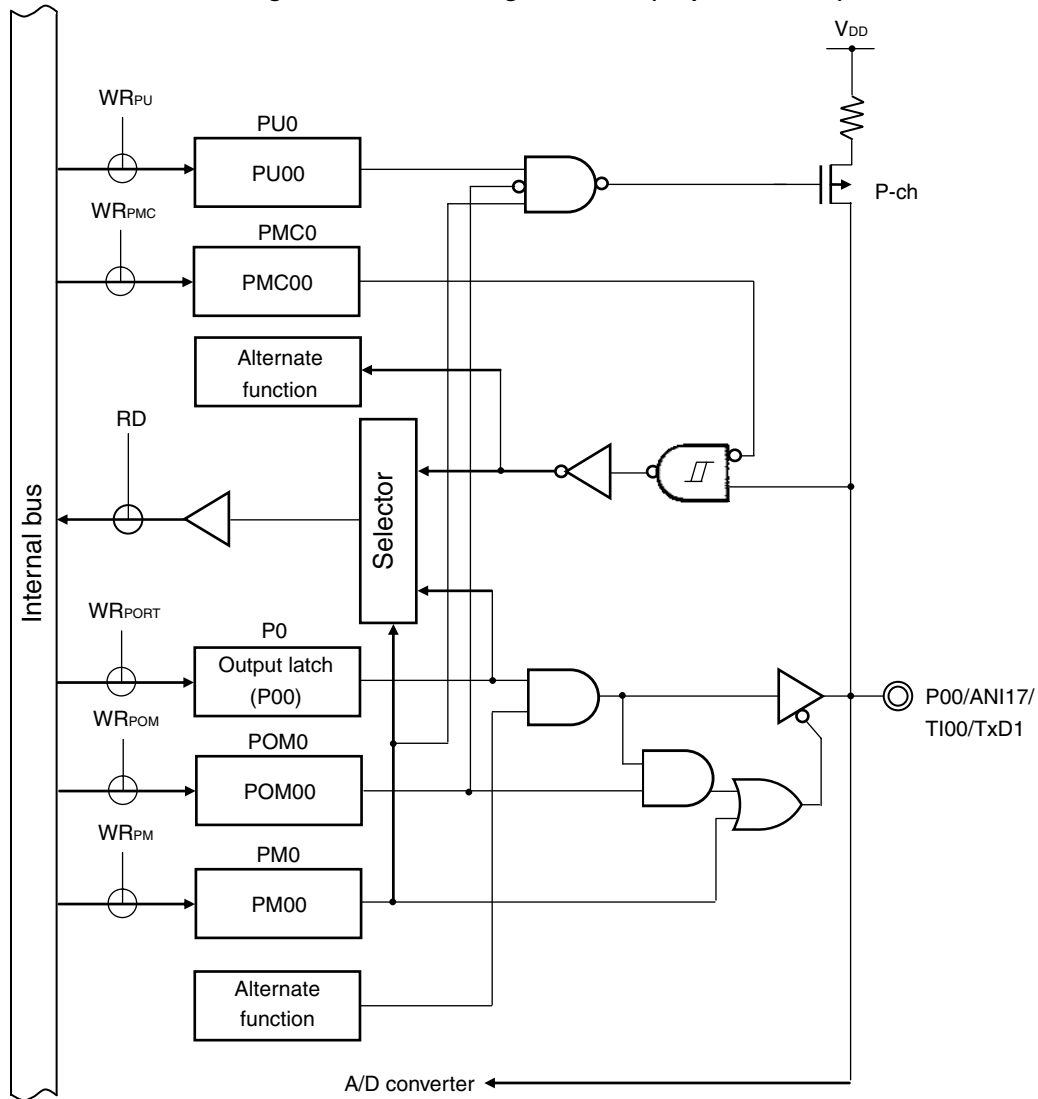 VDD
WRPU
PU0
PU00
P-ch
WRPMC
PMC0
PMC00
Alternate
function
RD
Selector
Internal bus
WRPORT
P0
Output latch
(P00)
P00/ANI17/
TI00/TxD1
WRPOM
POM0
POM00
WRPM
PM0
PM00
Alternate
function
A/D converter